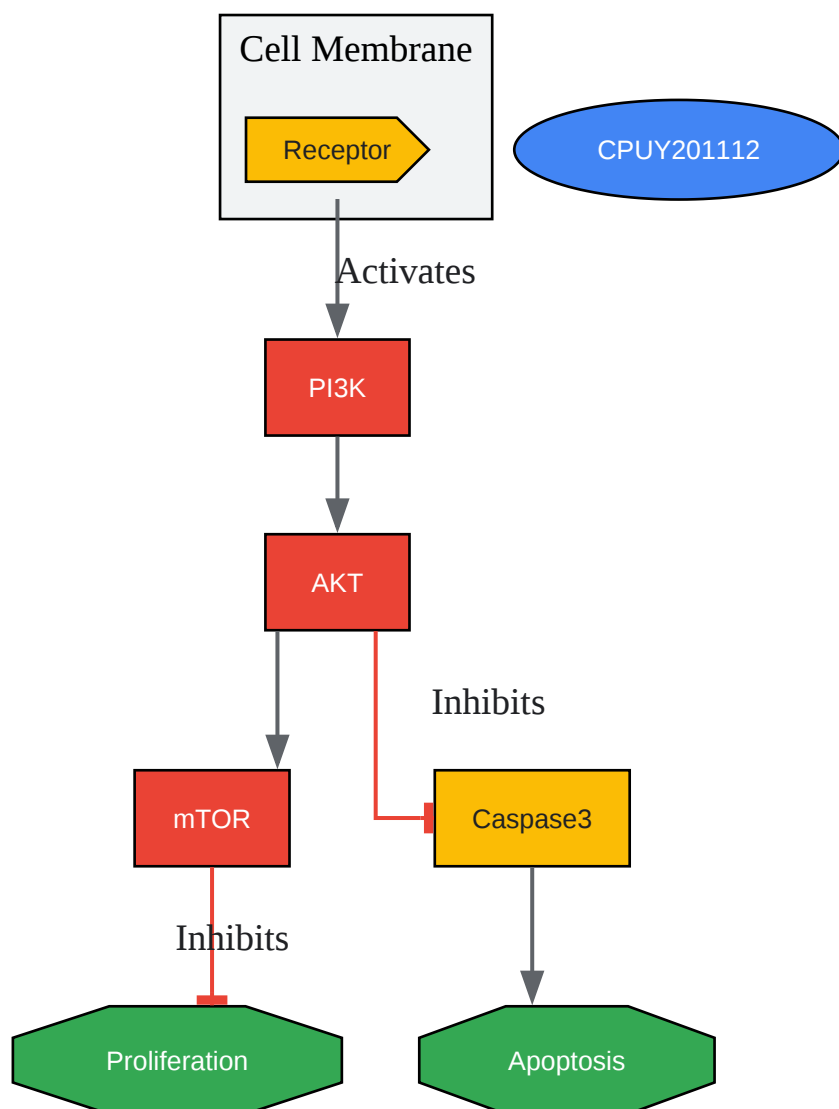 Cell Membrane
Receptor
CPUY201112
Activates
PI3K
AKT
Inhibits
mTOR
Caspase3
Inhibits
Proliferation
Apoptosis